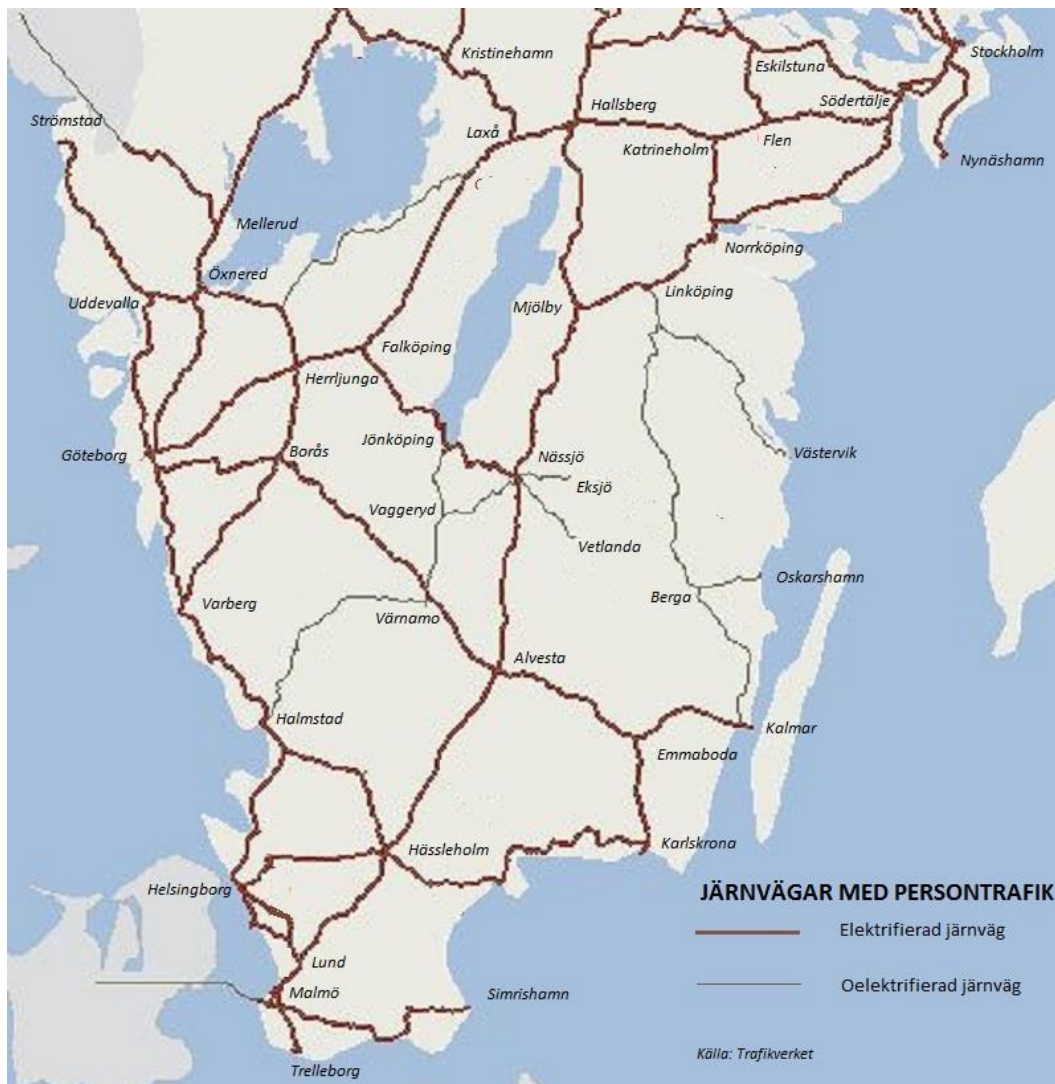 Kristinehamn
Stockholm
Eskilstuna
Strömstad
Hallsberg
Södertälje
Laxå
Katrineholm
Flen
Nynäshamn
Mellerud
Norrköping
Öxnered
Uddevalla
Mjölby
Linköping
Falköping
Herrljunga
Jönköping
Göteborg
Borås
Nässjö
Västervik
Eksjö
Vaggeryd
Vetlanda
Oskarshamn
Varberg
Värnamo
Berga
Alvesta
Halmstad
Kalmar
Emmaboda
Hässleholm
Karlskrona
Helsingborg
JÄRNVÄGAR MED PERSONTRAFIK
Elektrifierad järnväg
Lund
Oelektrifierad järnväg
Malmö
Simrishamn
Källa: Trafikverket
Trelleborg